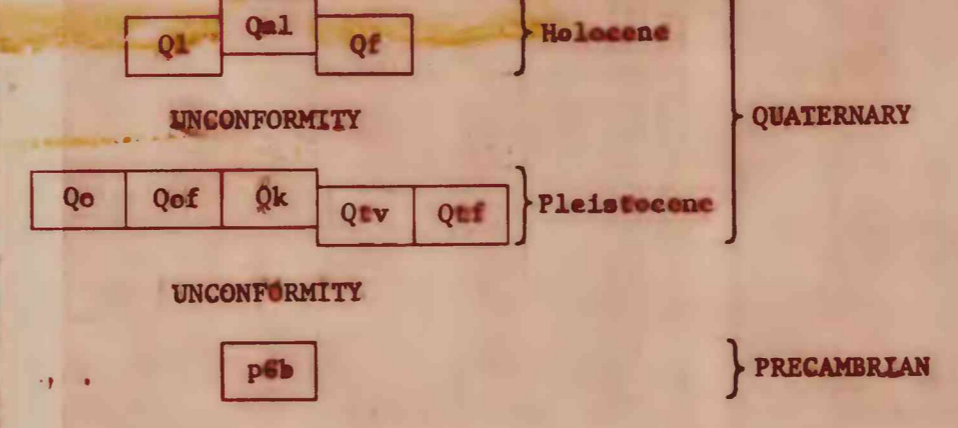 Qal
Ql Qf } Holocene
UNCONFORMITY } QUATERNARY
Qo Qof Qk Qtv Qtf } Pleistocene
UNCONFORMITY
p€b } PRECAMBRIAN